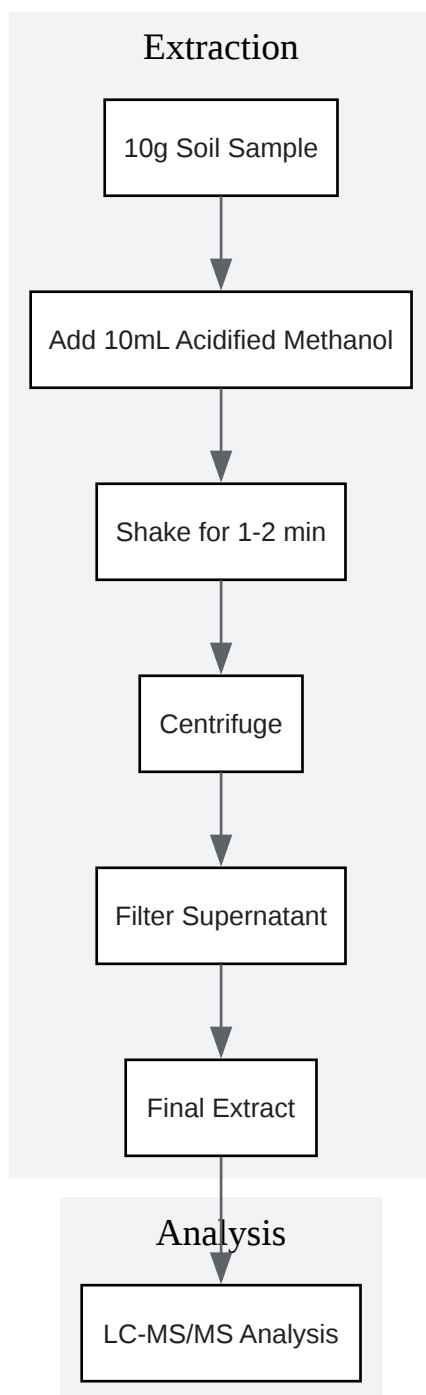 Extraction
10g Soil Sample
Add 10mL Acidified Methanol
Shake for 1-2 min
Centrifuge
Filter Supernatant
Final Extract
Analysis
LC-MS/MS Analysis